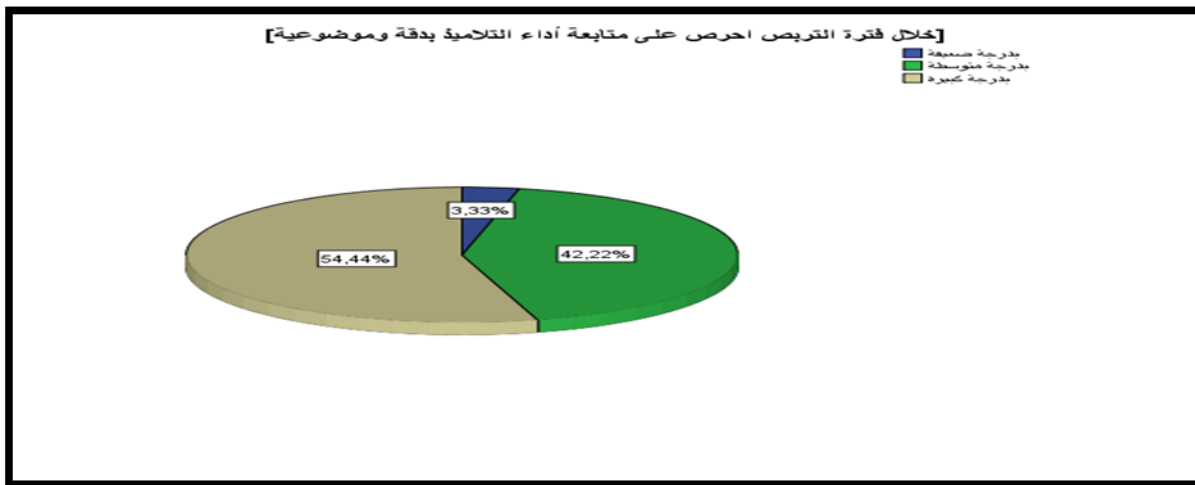 [خلال فترة التربص احرص على متابعة أداء التلاميذ بدقة وموضوعية]
بدرجة ضعيفة
بدرجة متوسطة
بدرجة كبيرة
3,33%
54,44%
42,22%